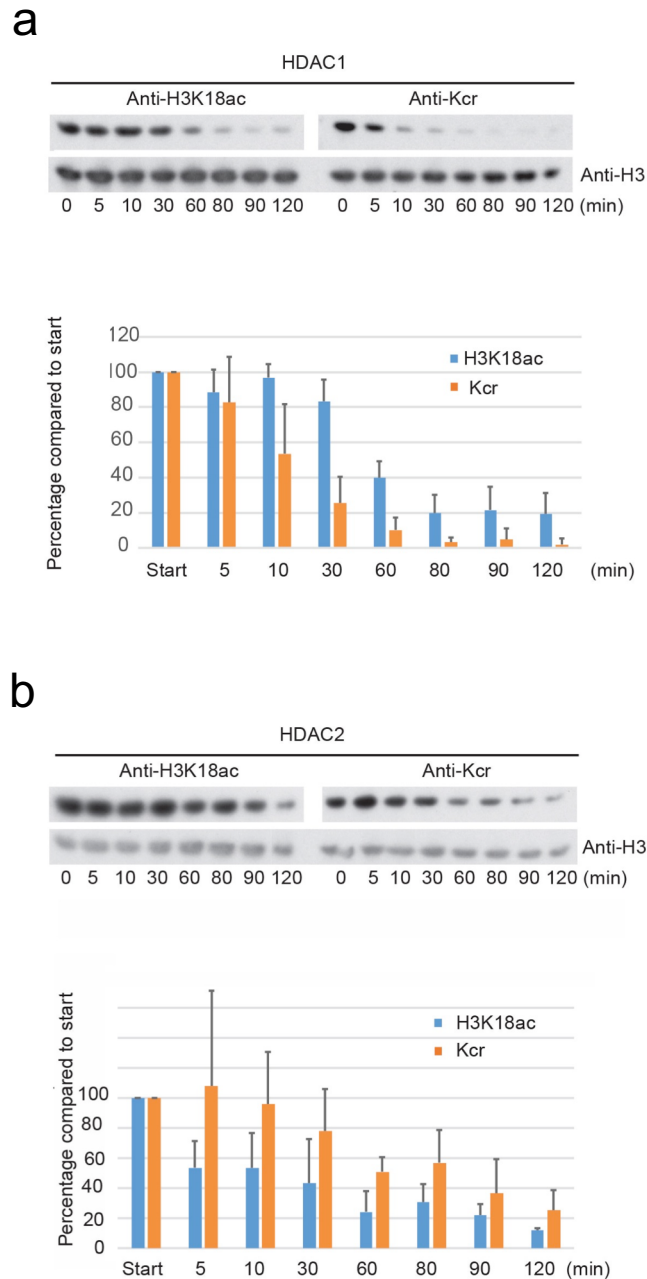 a
HDAC1
Anti-H3K18ac Anti-Kcr
Anti-H3
0 5 10 30 60 80 90 120 0 5 10 30 60 80 90 120 (min)
Percentage compared to start
120
100
80
60
40
20
0
H3K18ac
Kcr
Start 5 10 30 60 80 90 120 (min)
b
HDAC2
Anti-H3K18ac Anti-Kcr
Anti-H3
0 5 10 30 60 80 90 120 0 5 10 30 60 80 90 120 (min)
Percentage compared to start
100
80
60
40
20
0
H3K18ac
Kcr
Start 5 10 30 60 80 90 120 (min)